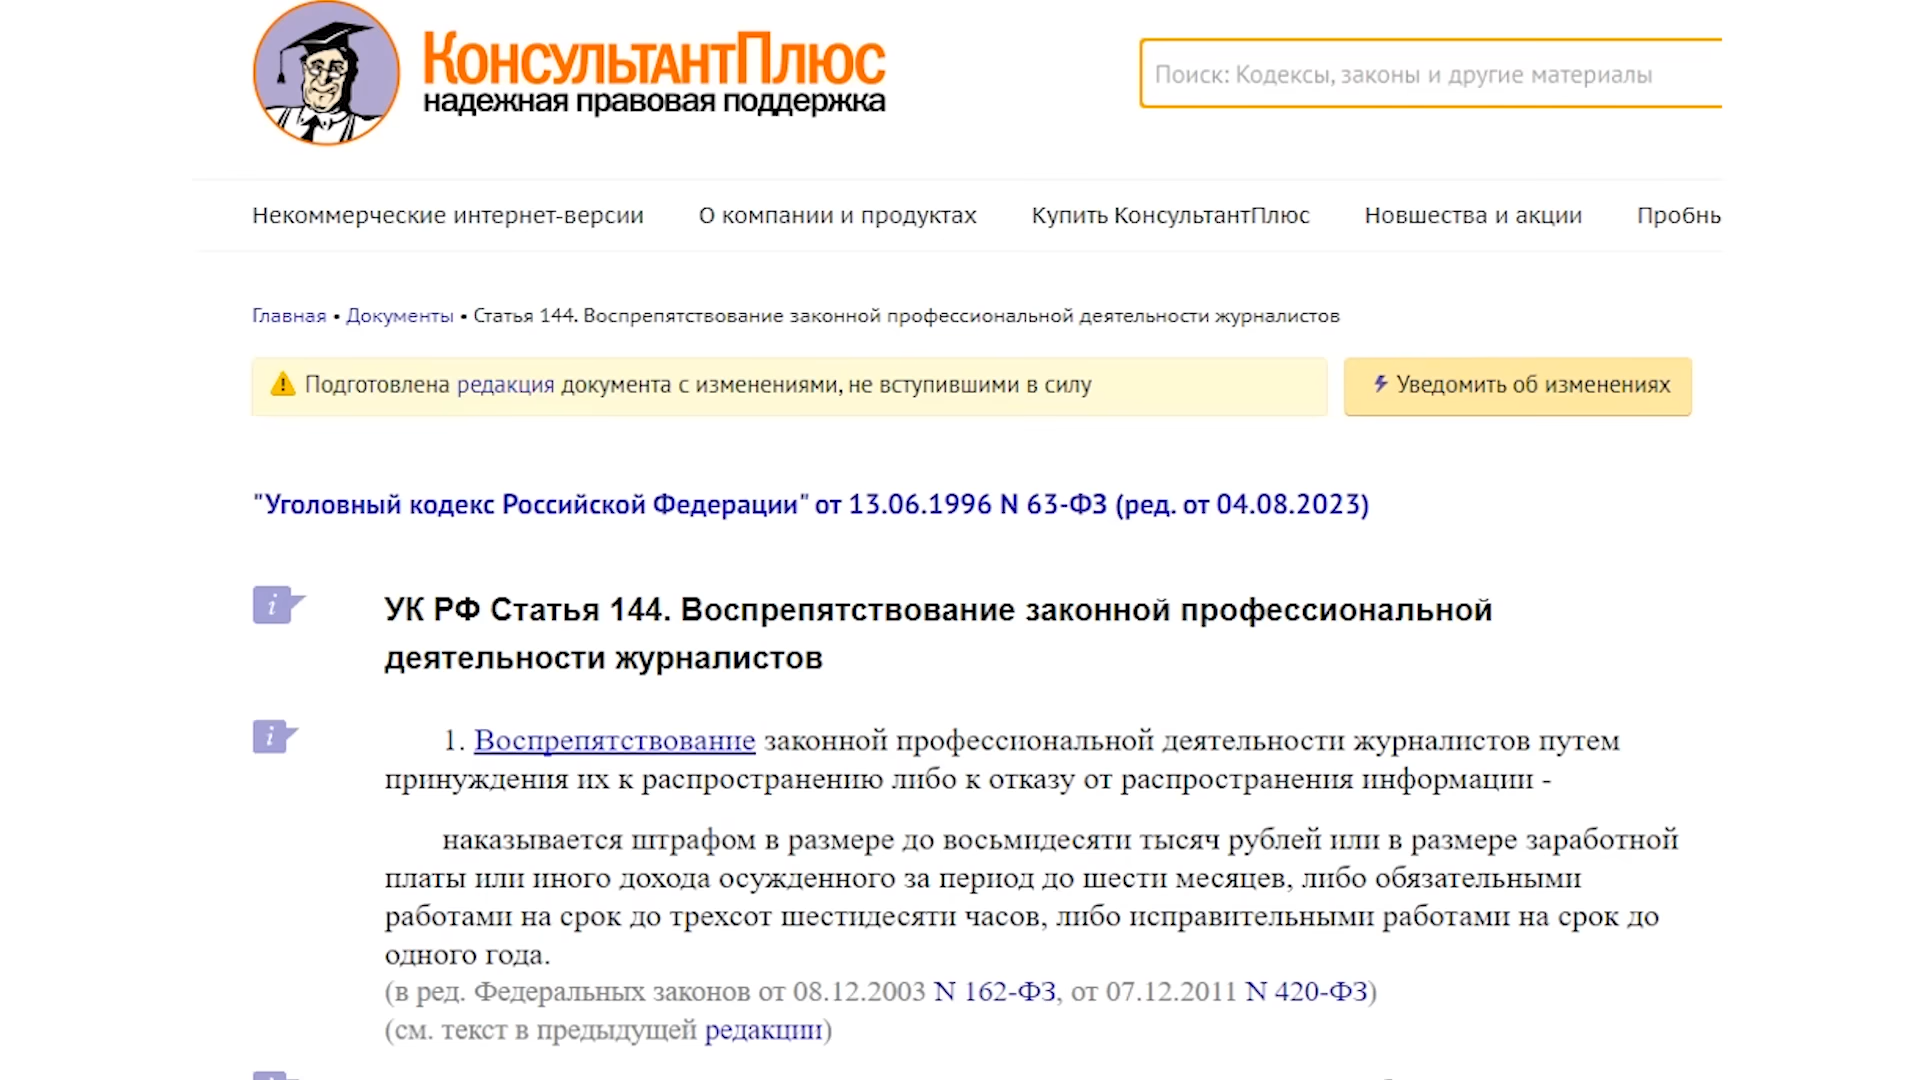 КонсультантПлюс
надежная правовая поддержка
Поиск: Кодексы, законы и другие материалы
Некоммерческие интернет-версии О компании и продуктах Купить КонсультантПлюс Новшества и акции Пробны
Главная • Документы • Статья 144. Воспрепятствование законной профессиональной деятельности журналистов
Подготовлена редакция документа с изменениями, не вступившими в силу
Уведомить об изменениях
"Уголовный кодекс Российской Федерации" от 13.06.1996 N 63-ФЗ (ред. от 04.08.2023)
УК РФ Статья 144. Воспрепятствование законной профессиональной
деятельности журналистов
1. Воспрепятствование законной профессиональной деятельности журналистов путем
принуждения их к распространению либо к отказу от распространения информации -
наказывается штрафом в размере до восьмидесяти тысяч рублей или в размере заработной
платы или иного дохода осужденного за период до шести месяцев, либо обязательными
работами на срок до трехсот шестидесяти часов, либо исправительными работами на срок до
одного года.
(в ред. Федеральных законов от 08.12.2003 N 162-ФЗ, от 07.12.2011 N 420-ФЗ)
(см. текст в предыдущей редакции)